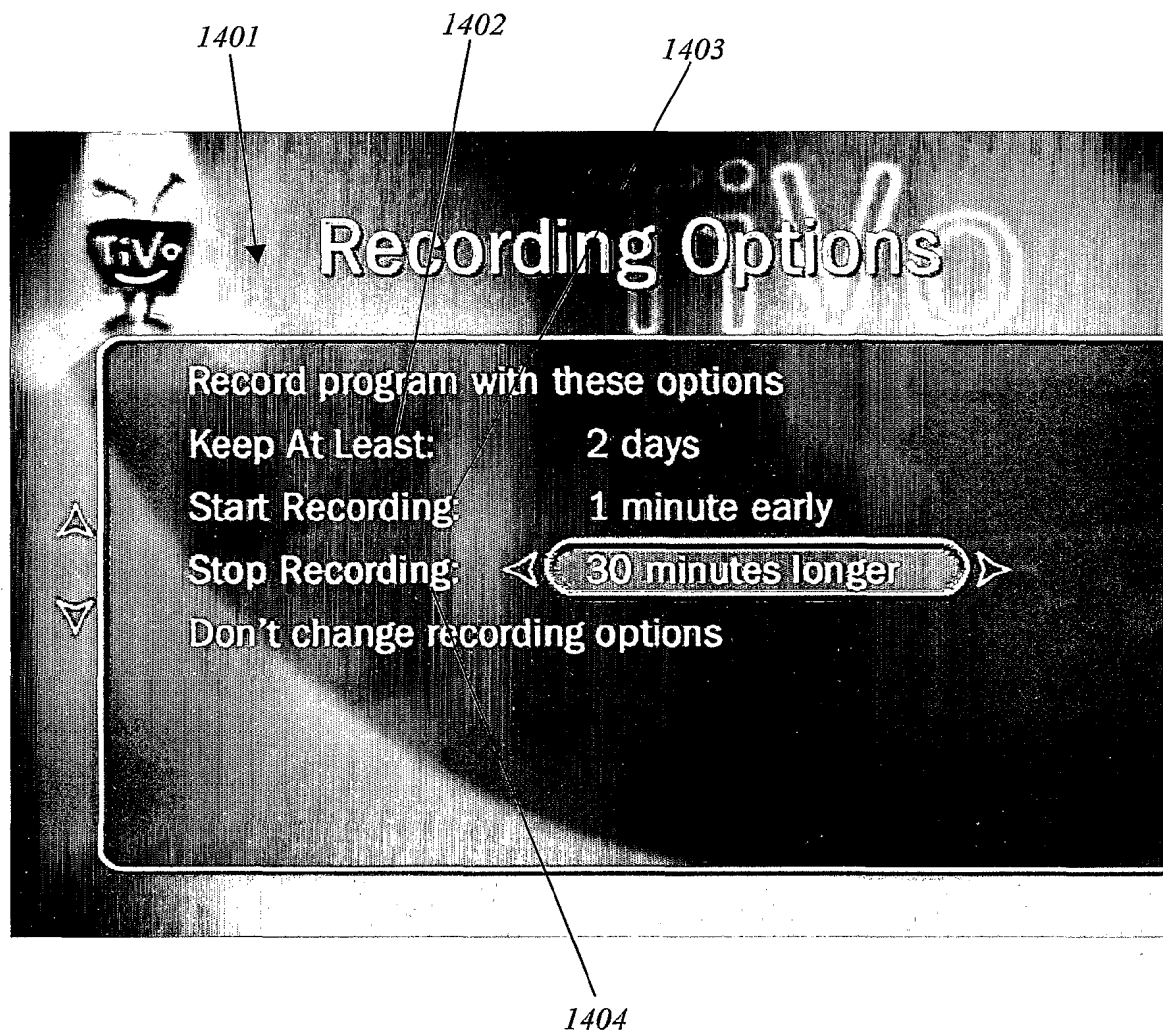 1401
1402
1403
TiVo
TiVo
Recording Options
Record program with these options
Keep At Least: 2 days
Start Recording: 1 minute early
Stop Recording: 30 minutes longer
Don't change recording options
1404